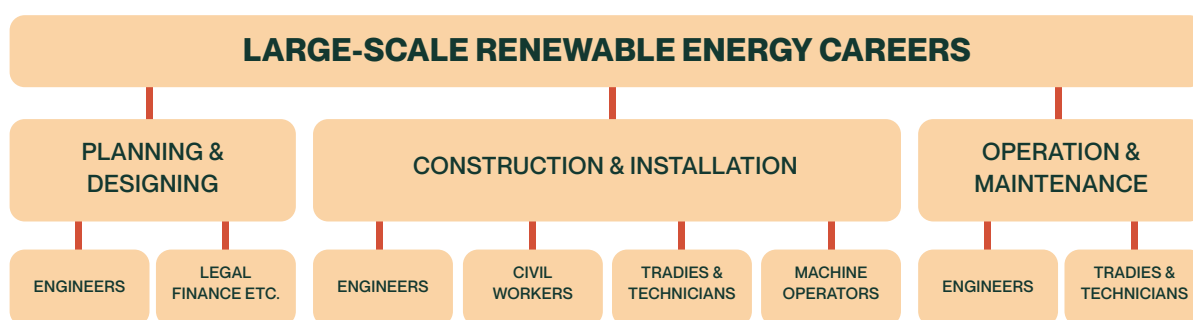 LARGE-SCALE RENEWABLE ENERGY CAREERS
PLANNING &
DESIGNING
CONSTRUCTION & INSTALLATION
OPERATION &
MAINTENANCE
ENGINEERS
LEGAL
FINANCE ETC.
ENGINEERS
CIVIL
WORKERS
TRADIES &
TECHNICIANS
MACHINE
OPERATORS
ENGINEERS
TRADIES &
TECHNICIANS